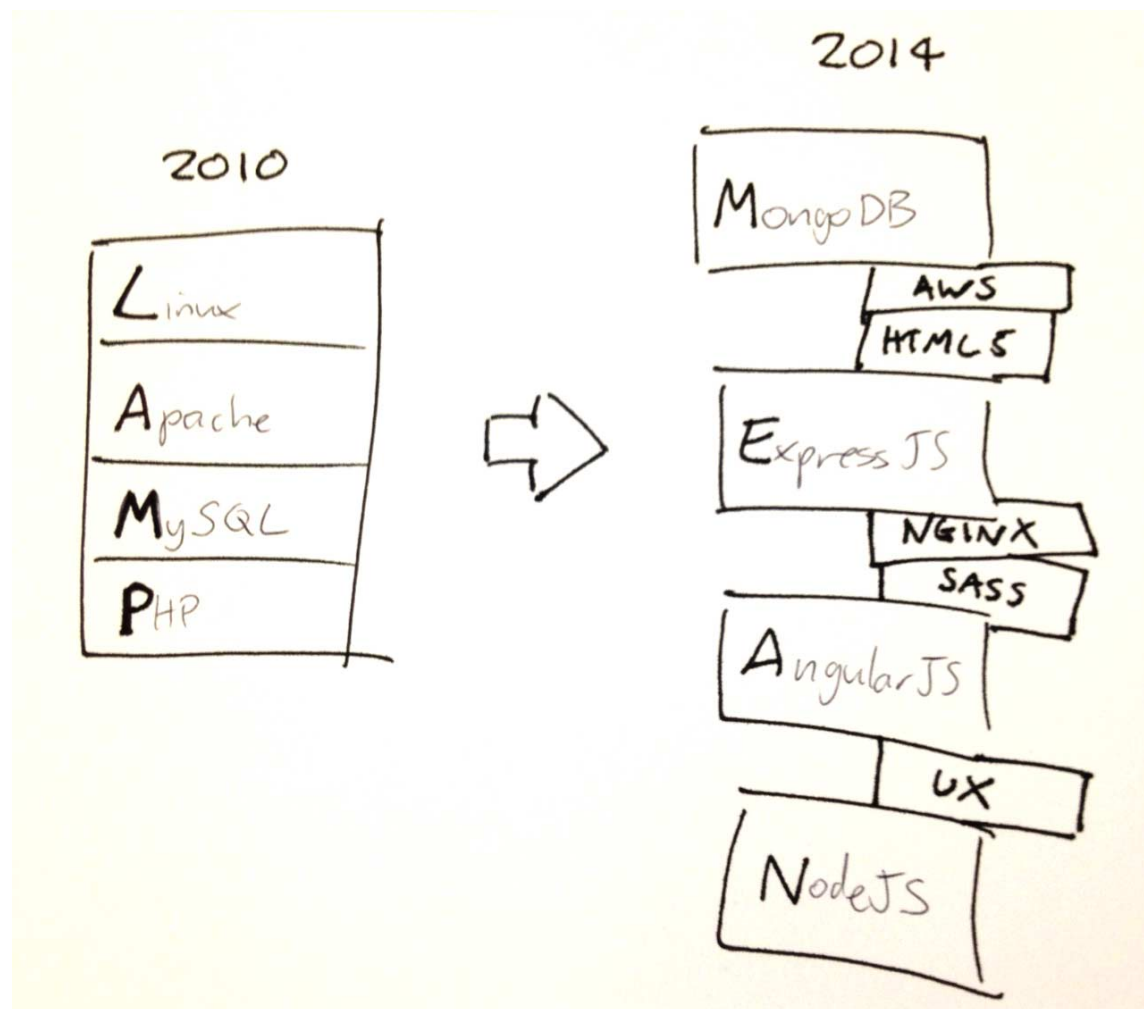 2010
Linux
Apache
MySQL
PHP
2014
MongoDB
AWS
HTML5
ExpressJS
NGINX
SASS
AngularJS
UX
NodeJS